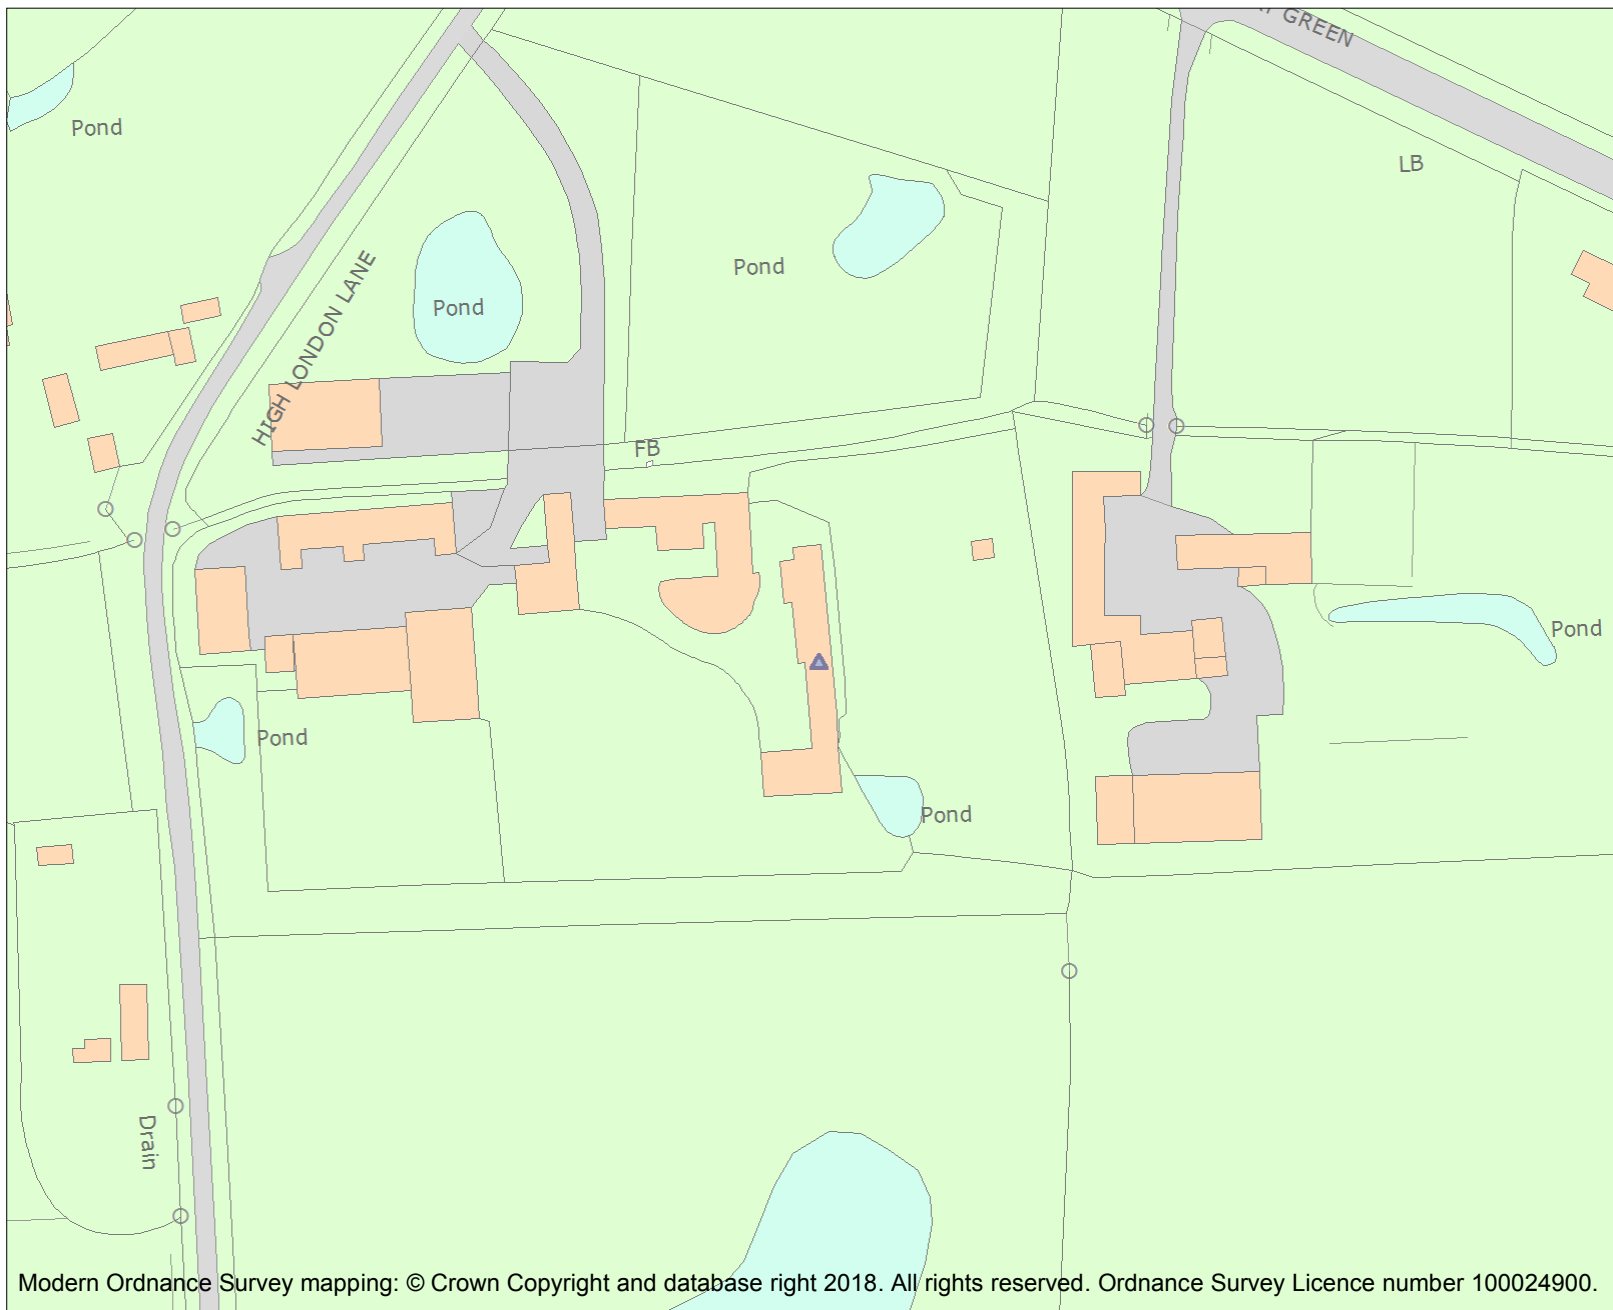 GREEN
Pond
LB
Pond
Pond
HIGH LONDON LANE
FB
Pond
Pond
Pond
Drain
Modern Ordnance Survey mapping: © Crown Copyright and database right 2018. All rights reserved. Ordnance Survey Licence number 100024900.